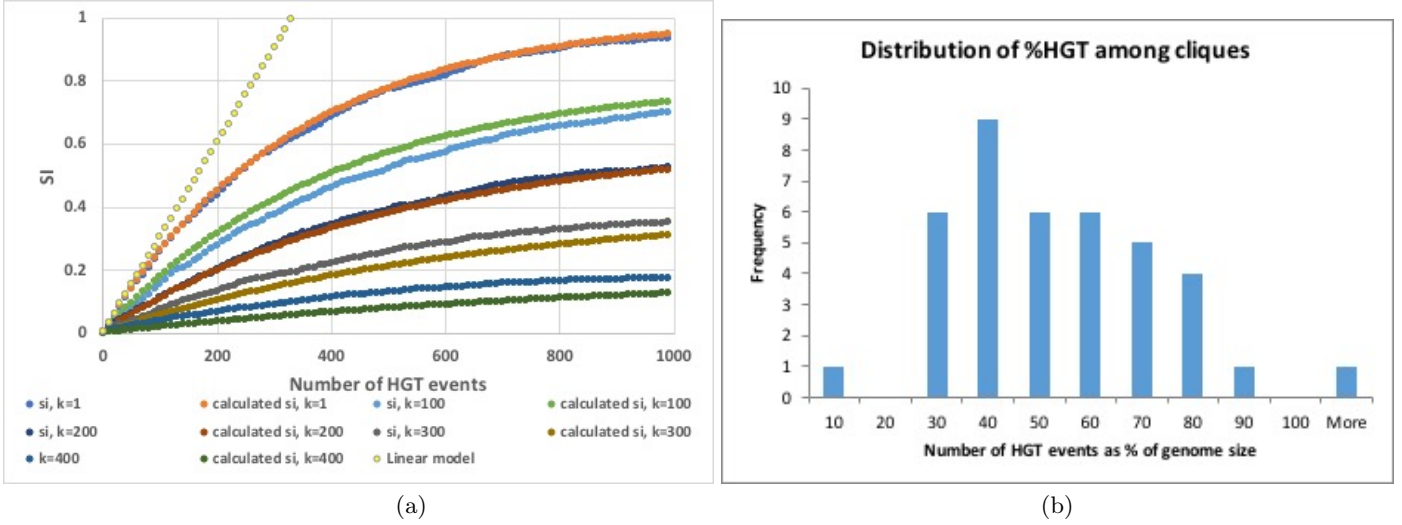 1
0.8
0.6
0.4
0.2
0
SI
0 200 400 600 800 1000
Number of HGT events
si, k=1 calculated si, k=1 si, k=100 calculated si, k=100
si, k=200 calculated si, k=200 si, k=300 calculated si, k=300
k=400 calculated si, k=400 Linear model
(a)
Distribution of %HGT among cliques
10
9
8
7
6
5
4
3
2
1
0
Frequency
10 20 30 40 50 60 70 80 90 100 More
Number of HGT events as % of genome size
(b)